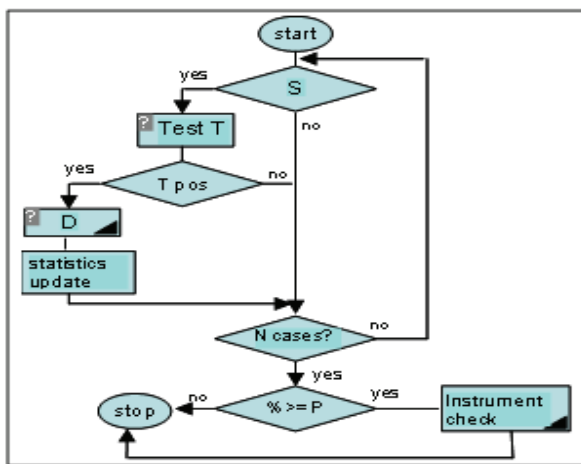 start
yes
S
? Test T
no
yes
T pos
no
? D
statistics
update
N cases?
no
yes
no
yes
stop
% >= P
Instrument
check